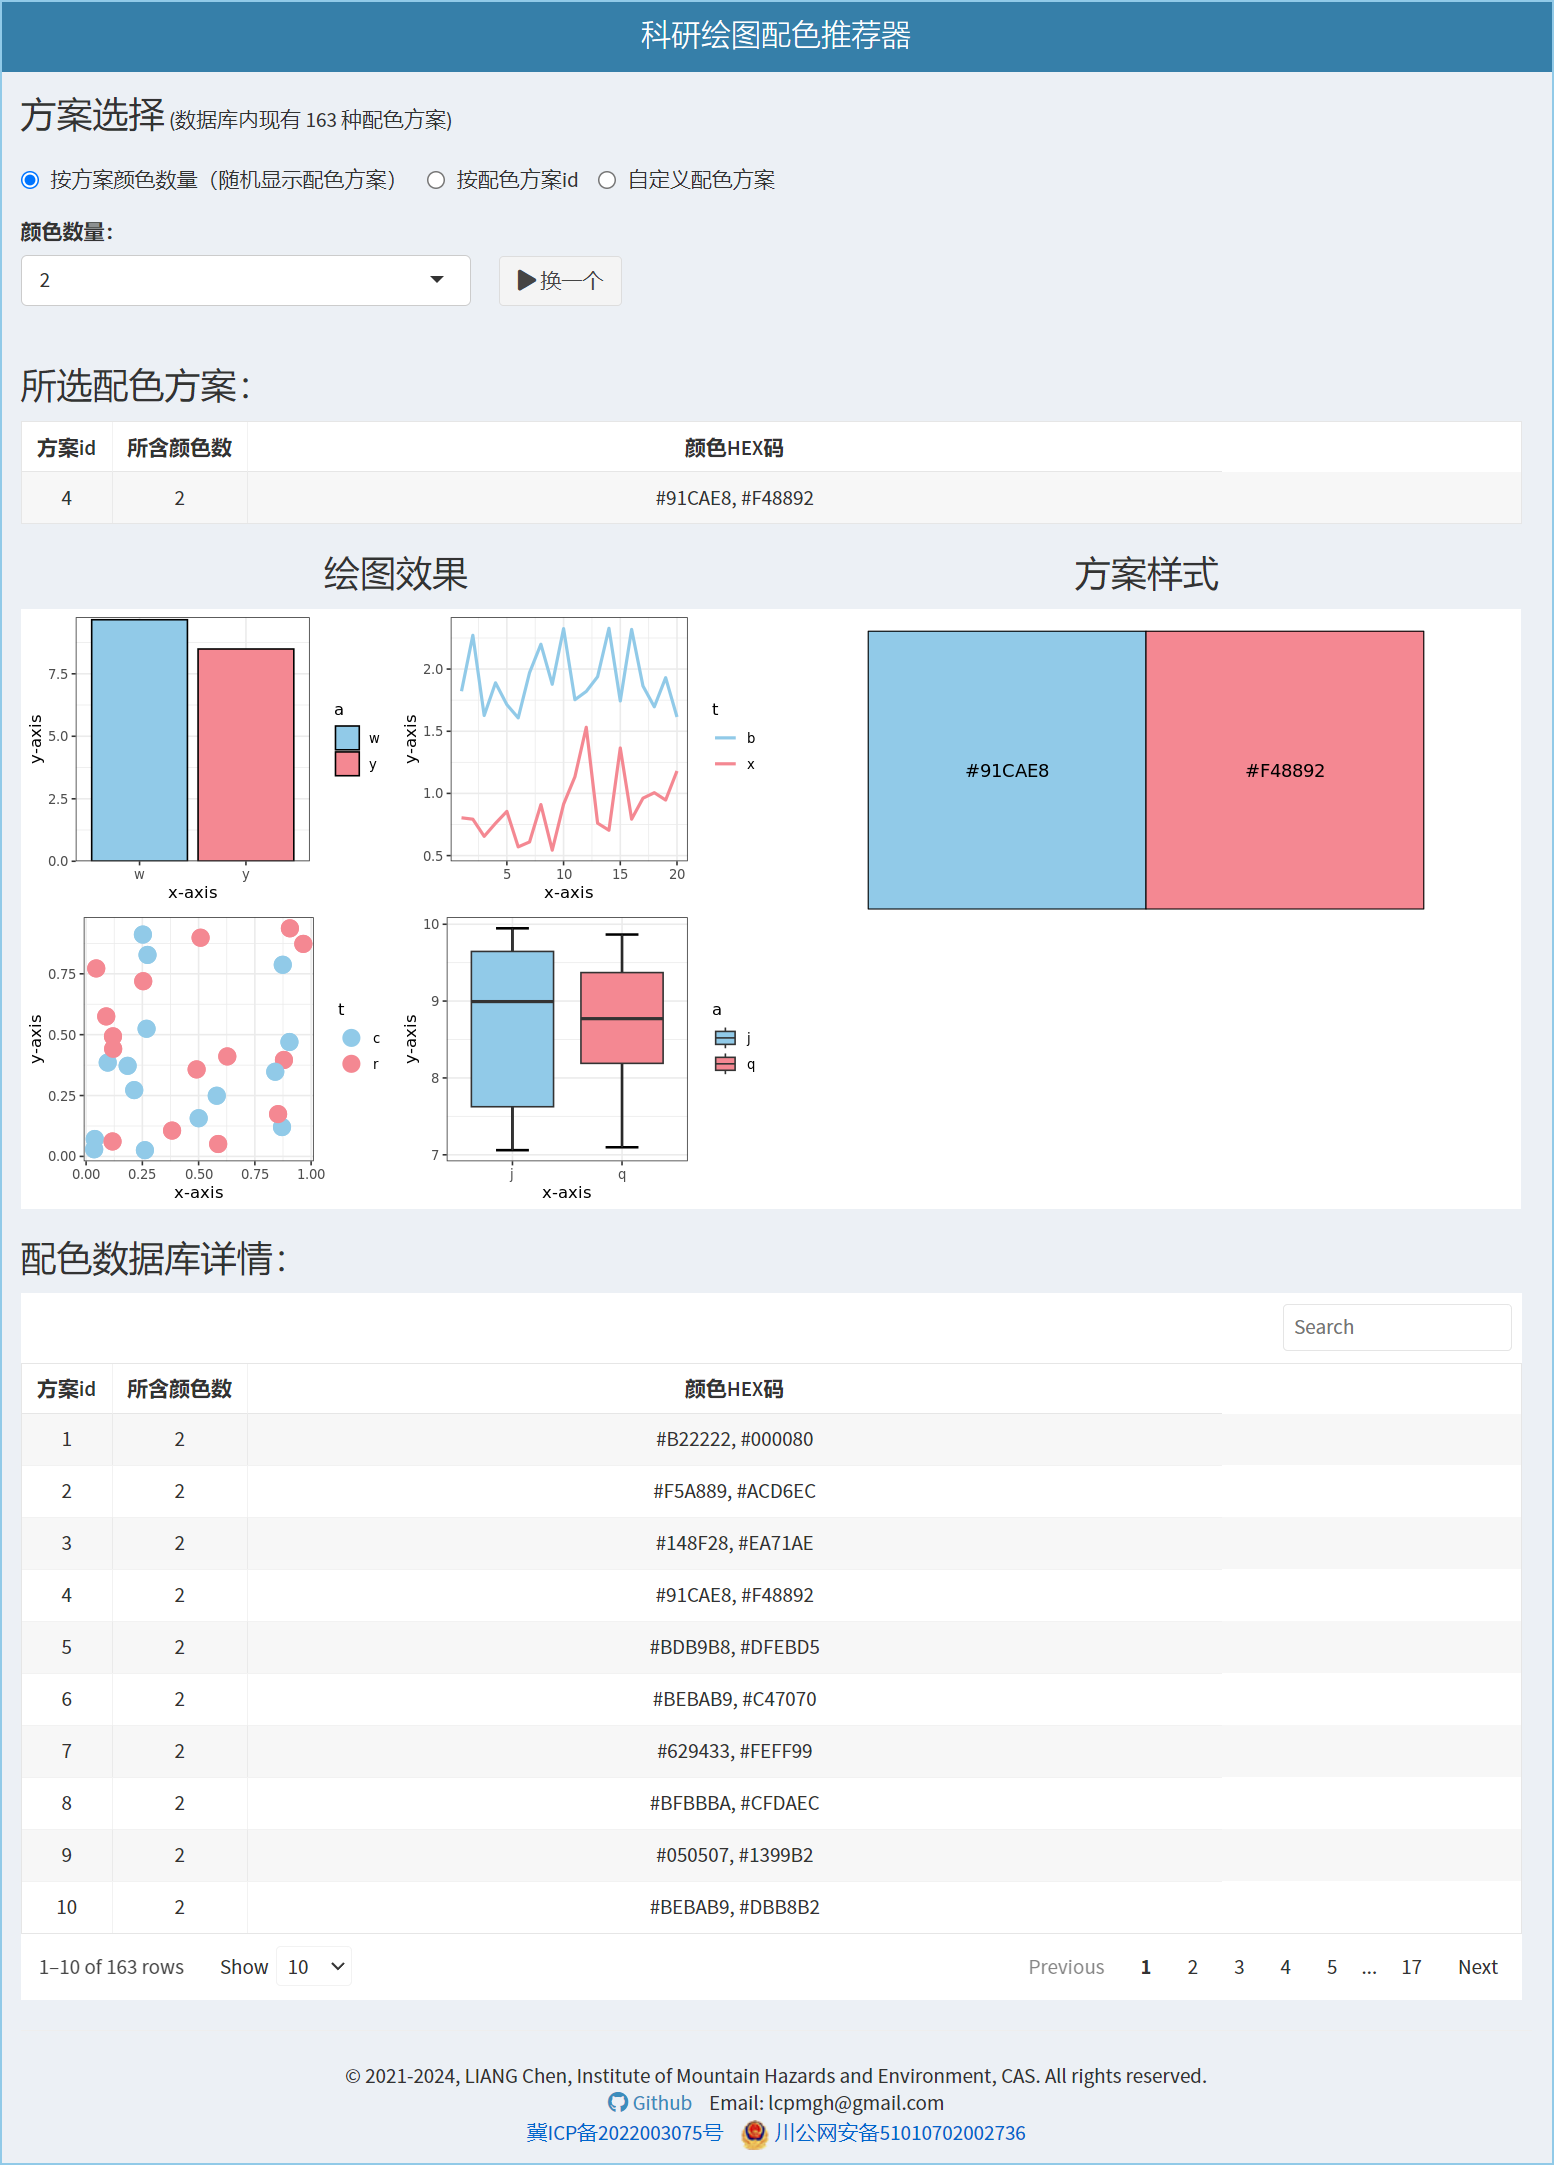 科研绘图配色推荐器
方案选择 (数据库内现有 163 种配色方案)
按方案颜色数量（随机显示配色方案） 按配色方案id 自定义配色方案
颜色数量：
2 换一个
所选配色方案：
方案id 所含颜色数 颜色HEX码
4 2 #91CAE8, #F48892
绘图效果 方案样式
7.5
5.0
2.5
0.0
y-axis
w y
x-axis
a
w
y
2.0
1.5
1.0
0.5
y-axis
5 10 15 20
x-axis
t
b
x
#91CAE8 #F48892
0.75
0.50
0.25
0.00
y-axis
0.00 0.25 0.50 0.75 1.00
x-axis
t
c
r
10
9
8
7
y-axis
j q
x-axis
a
j
q
配色数据库详情：
Search
方案id 所含颜色数 颜色HEX码
1 2 #B22222, #000080
2 2 #F5A889, #ACD6EC
3 2 #148F28, #EA71AE
4 2 #91CAE8, #F48892
5 2 #BDB9B8, #DFEBD5
6 2 #BEBAB9, #C47070
7 2 #629433, #FEFF99
8 2 #BFBBBA, #CFDAEC
9 2 #050507, #1399B2
10 2 #BEBAB9, #DBB8B2
1–10 of 163 rows Show 10 Previous 1 2 3 4 5 ... 17 Next
© 2021-2024, LIANG Chen, Institute of Mountain Hazards and Environment, CAS. All rights reserved.
Github Email: lcpmgh@gmail.com
冀ICP备2022003075号 川公网安备51010702002736